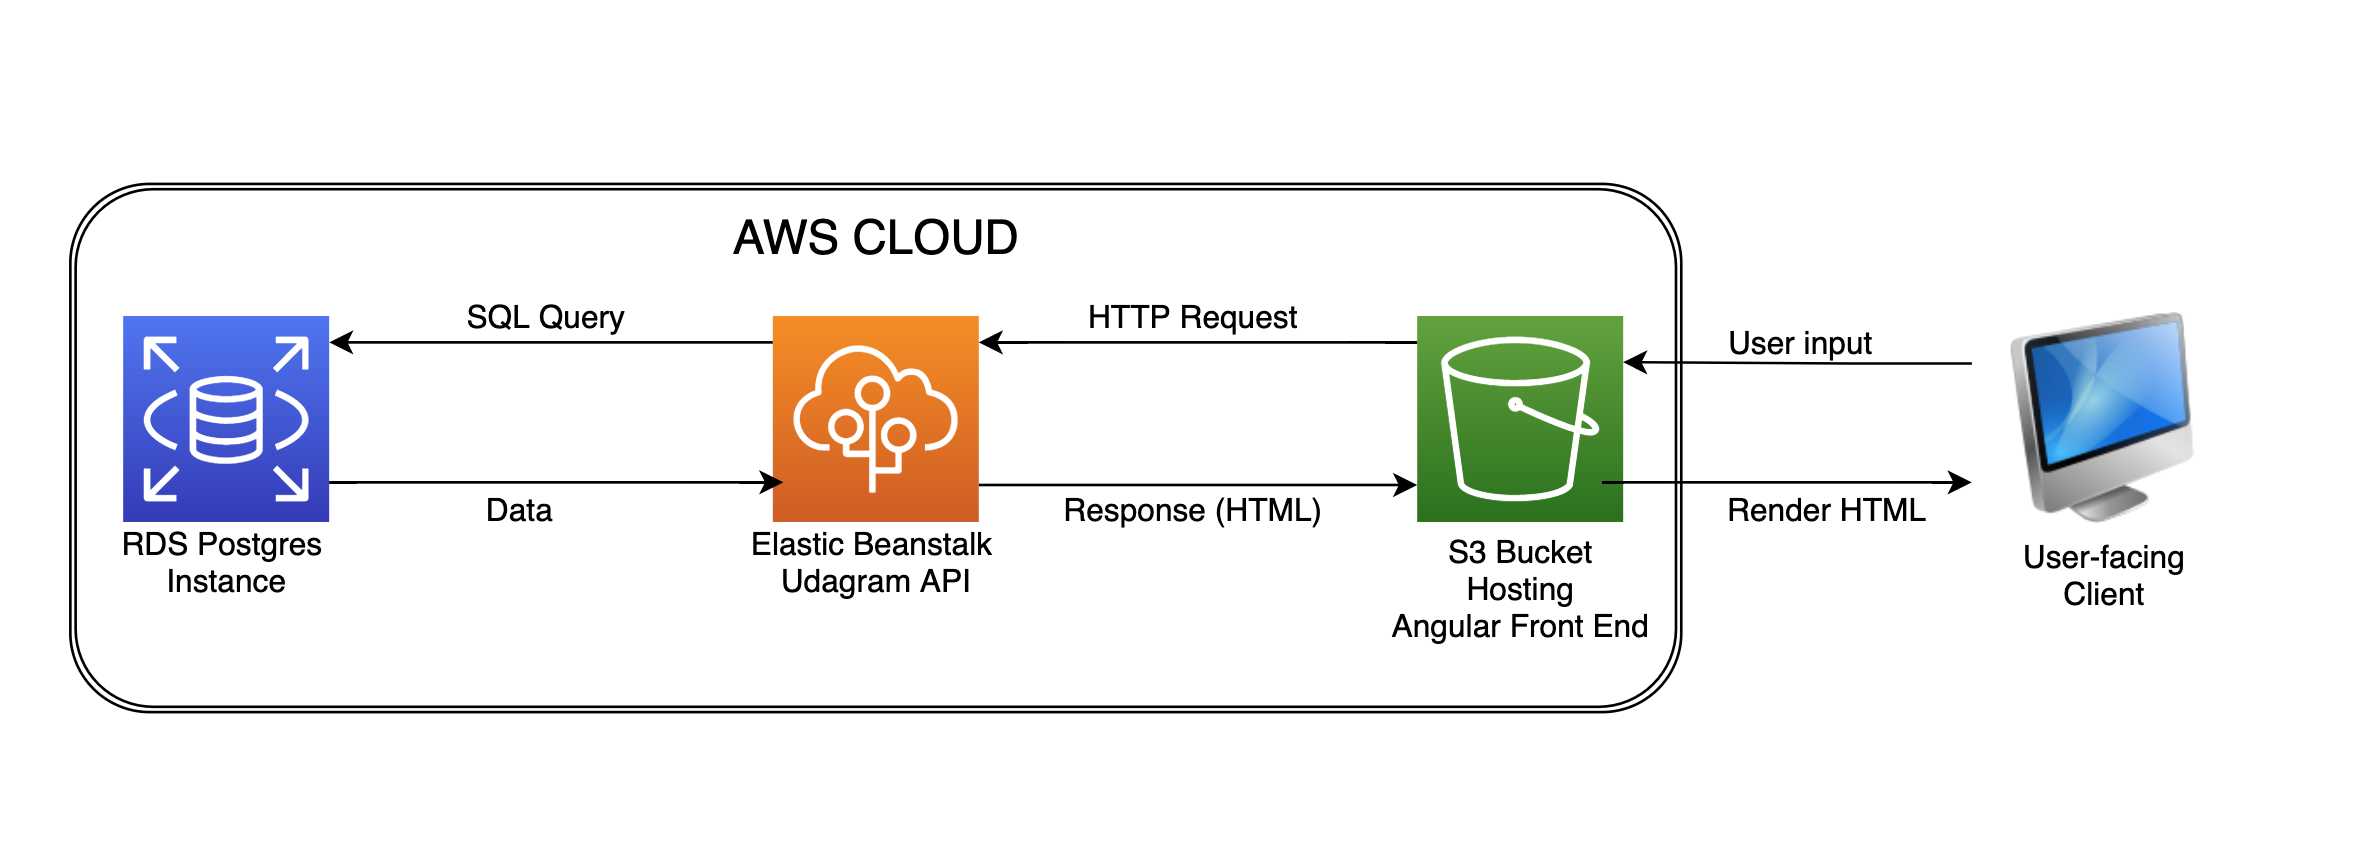 AWS CLOUD
SQL Query
HTTP Request
User input
Data
Response (HTML)
Render HTML
RDS Postgres
Instance
Elastic Beanstalk
Udagram API
S3 Bucket
Hosting
Angular Front End
User-facing
Client